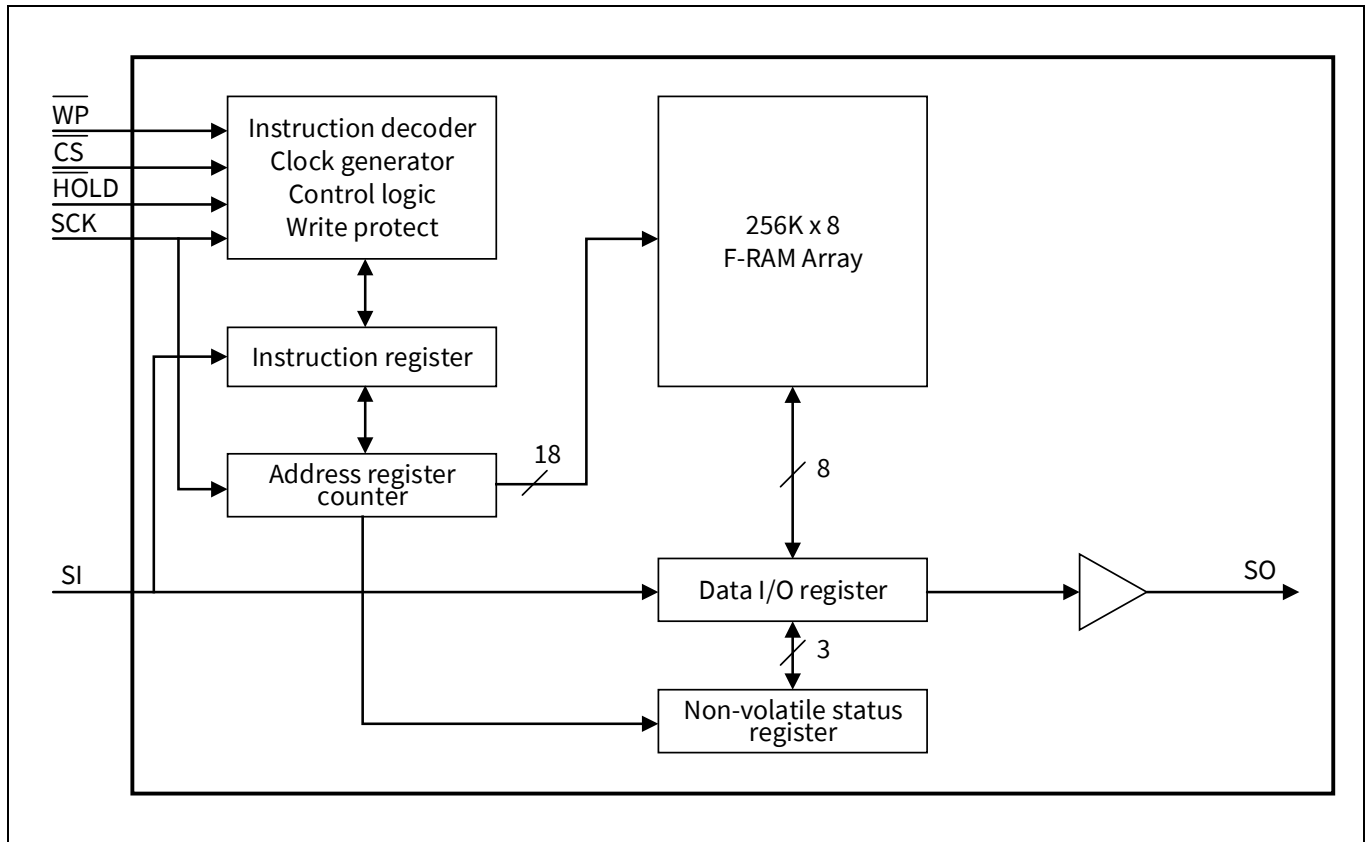 WP
CS
HOLD
SCK
Instruction decoder
Clock generator
Control logic
Write protect
256K x 8
F-RAM Array
Instruction register
Address register
counter
18
8
SI
Data I/O register
SO
3
Non-volatile status
register